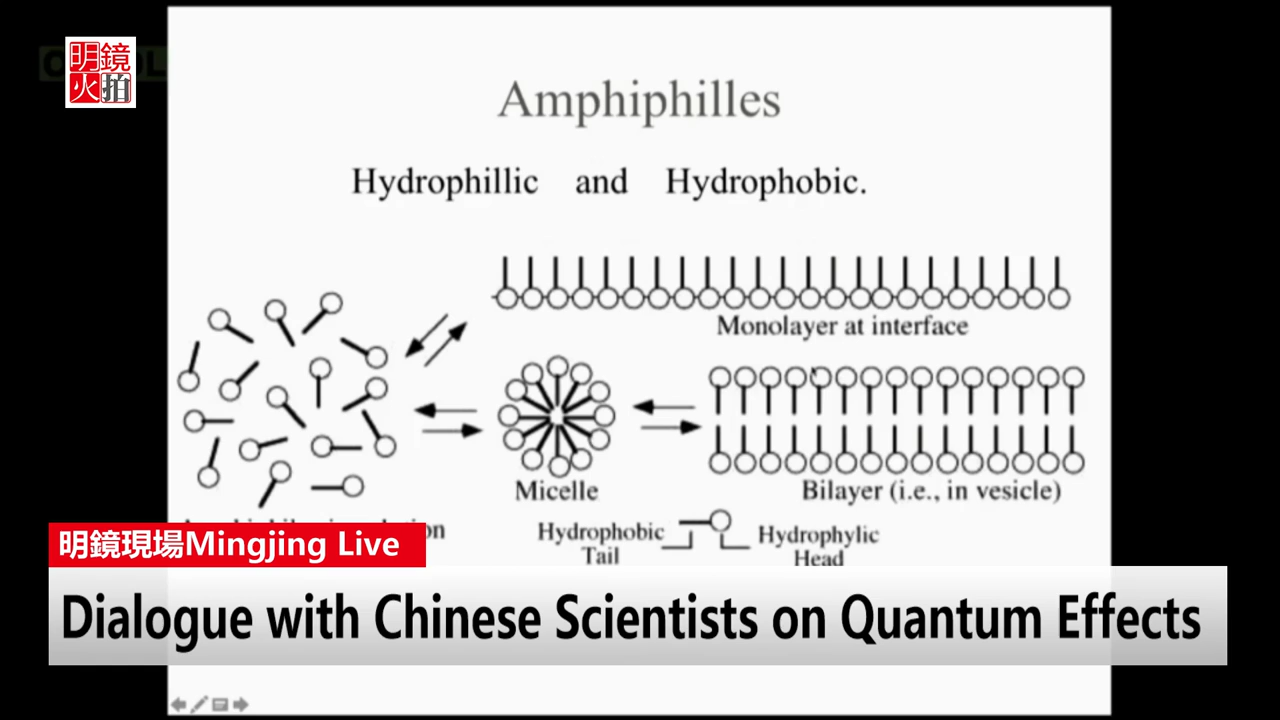 明鏡
火拍
Amphiphilles
Hydrophillic and Hydrophobic.
Monolayer at interface
Micelle
Bilayer (i.e., in vesicle)
Hydrophobic
Tail
Hydrophylic
Head
明鏡現場Mingjing Live
Dialogue with Chinese Scientists on Quantum Effects